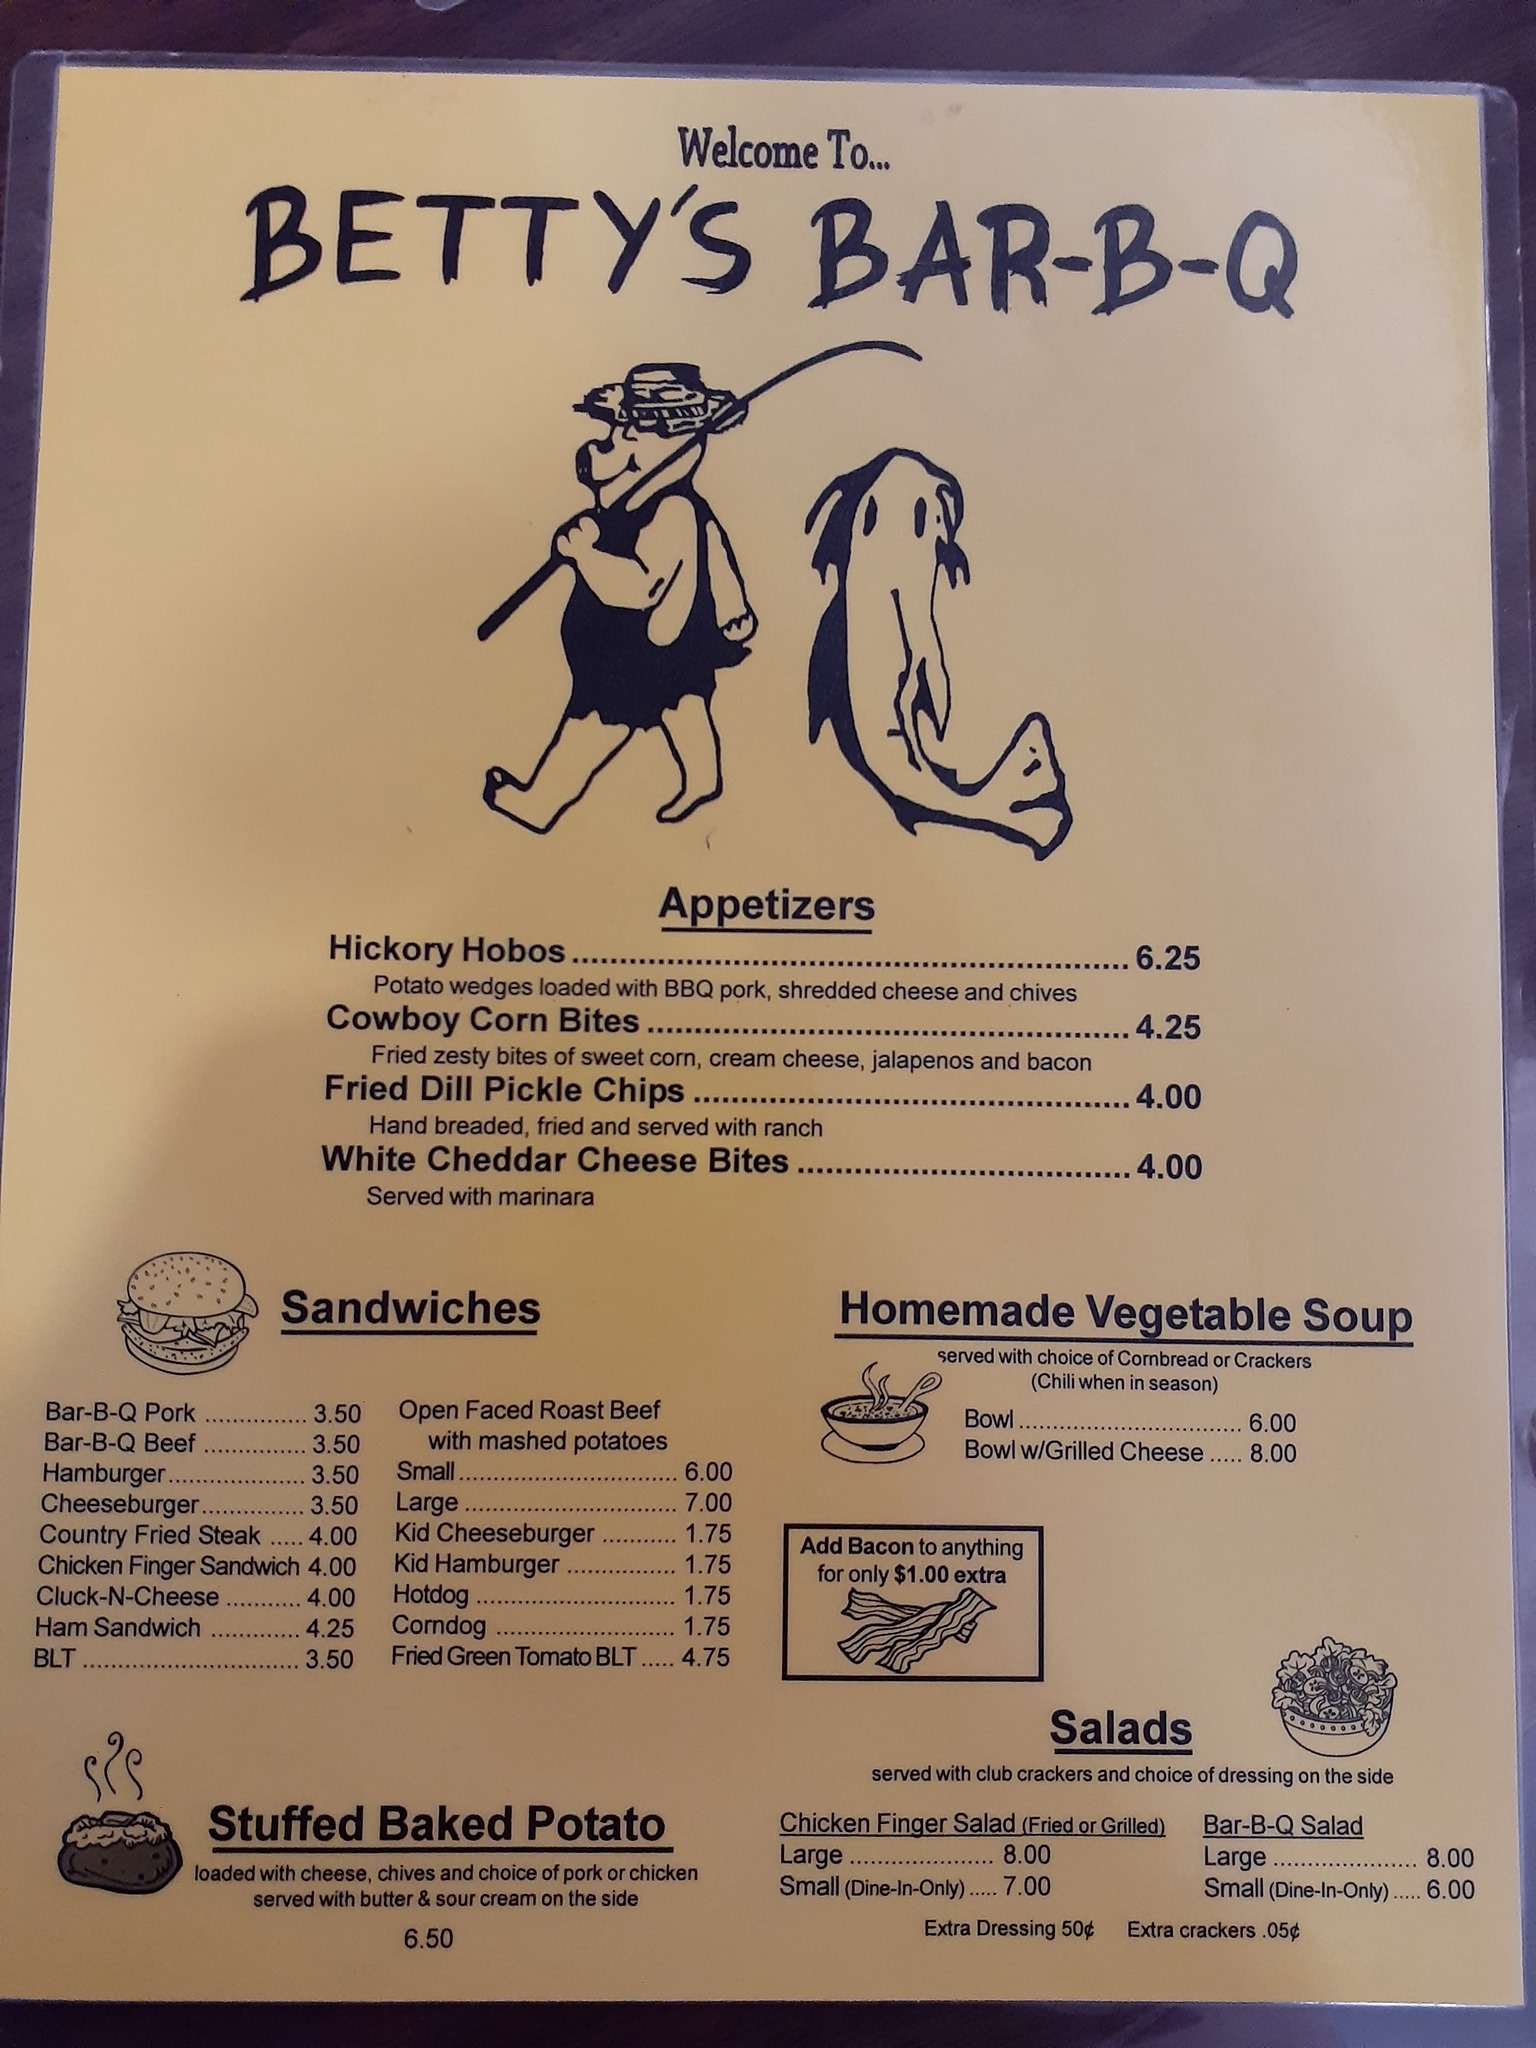 Welcome To...
BETTY'S BAR-B-Q
Appetizers
Hickory Hobos ........................................................... 6.25
Potato wedges loaded with BBQ pork, shredded cheese and chives
Cowboy Corn Bites ................................................... 4.25
Fried zesty bites of sweet corn, cream cheese, jalapenos and bacon
Fried Dill Pickle Chips .............................................. 4.00
Hand breaded, fried and served with ranch
White Cheddar Cheese Bites ................................... 4.00
Served with marinara
Sandwiches
Bar-B-Q Pork ............... 3.50
Bar-B-Q Beef ............... 3.50
Hamburger .................... 3.50
Cheeseburger ............... 3.50
Country Fried Steak ..... 4.00
Chicken Finger Sandwich 4.00
Cluck-N-Cheese ........... 4.00
Ham Sandwich ............. 4.25
BLT ................................ 3.50
Open Faced Roast Beef
with mashed potatoes
Small ................................ 6.00
Large ............................... 7.00
Kid Cheeseburger ........... 1.75
Kid Hamburger ................ 1.75
Hotdog ............................. 1.75
Corndog .......................... 1.75
Fried Green Tomato BLT ..... 4.75
Homemade Vegetable Soup
served with choice of Cornbread or Crackers
(Chili when in season)
Bowl ................................. 6.00
Bowl w/Grilled Cheese ..... 8.00
Add Bacon to anything
for only $1.00 extra
Stuffed Baked Potato
loaded with cheese, chives and choice of pork or chicken
served with butter & sour cream on the side
6.50
Salads
served with club crackers and choice of dressing on the side
Chicken Finger Salad (Fried or Grilled)
Large ..................... 8.00
Small (Dine-In-Only) ..... 7.00
Bar-B-Q Salad
Large ..................... 8.00
Small (Dine-In-Only) ..... 6.00
Extra Dressing 50¢ Extra crackers .05¢